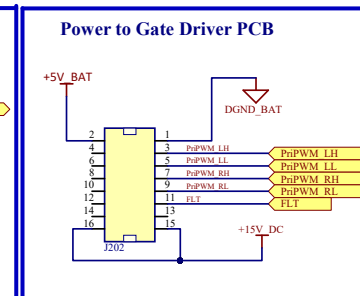 Power to Gate Driver PCB
+5V_BAT
DGND_BAT
2 1
4 3 PriPWM_LH PriPWM_LH
6 5 PriPWM_LL PriPWM_LL
8 7 PriPWM_RH PriPWM_RH
10 9 PriPWM_RL PriPWM_RL
12 11 FLT FLT
14 13
16 15
+15V_DC
J202